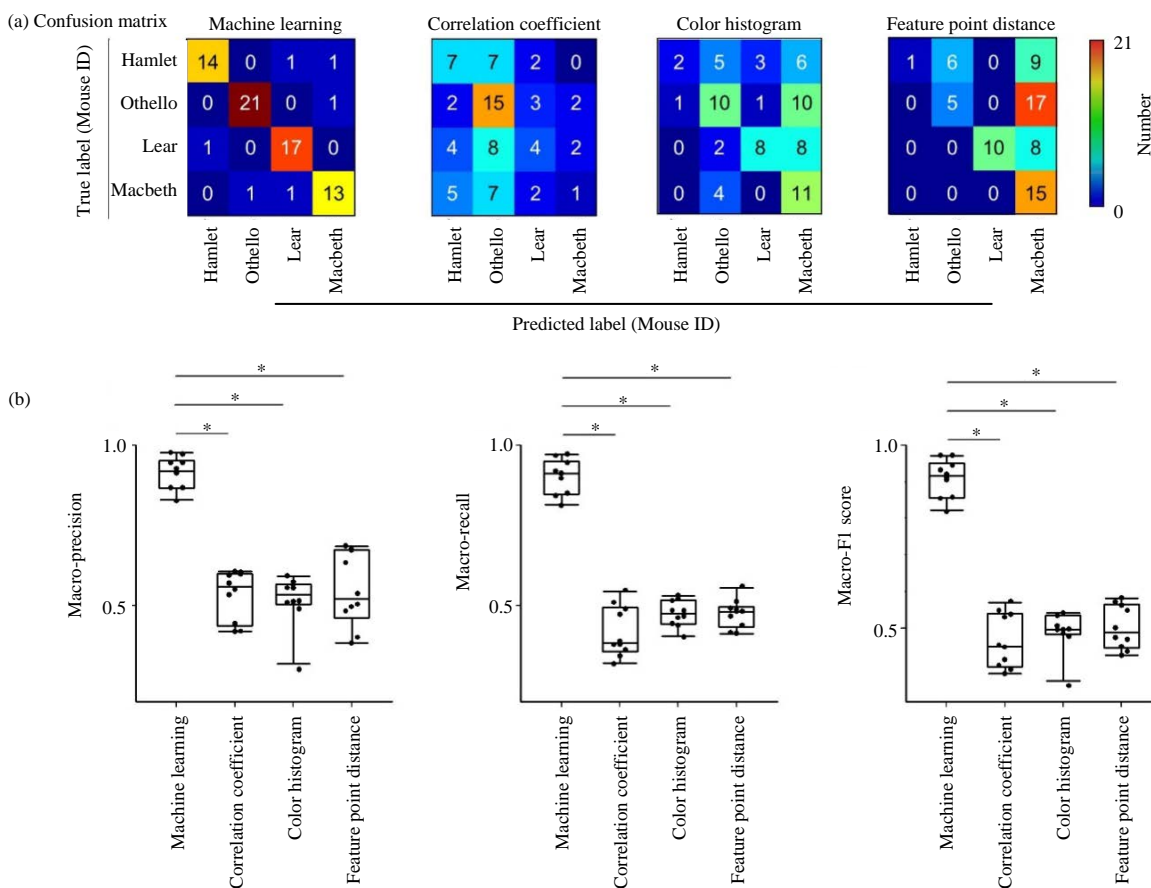 (a) Confusion matrix
Machine learning
Correlation coefficient
Color histogram
Feature point distance
True label (Mouse ID)
Hamlet
Othello
Lear
Macbeth
14 0 1 1
0 21 0 1
1 0 17 0
0 1 1 13
7 7 2 0
2 15 3 2
4 8 4 2
5 7 2 1
2 5 3 6
1 10 1 10
0 2 8 8
0 4 0 11
1 6 0 9
0 5 0 17
0 0 10 8
0 0 0 15
21
0
Number
Hamlet
Othello
Lear
Macbeth
Hamlet
Othello
Lear
Macbeth
Hamlet
Othello
Lear
Macbeth
Hamlet
Othello
Lear
Macbeth
Predicted label (Mouse ID)
(b)
*
*
*
1.0
0.5
Macro-precision
Machine learning
Correlation coefficient
Color histogram
Feature point distance
*
*
*
1.0
0.5
Macro-recall
Machine learning
Correlation coefficient
Color histogram
Feature point distance
*
*
*
1.0
0.5
Macro-F1 score
Machine learning
Correlation coefficient
Color histogram
Feature point distance